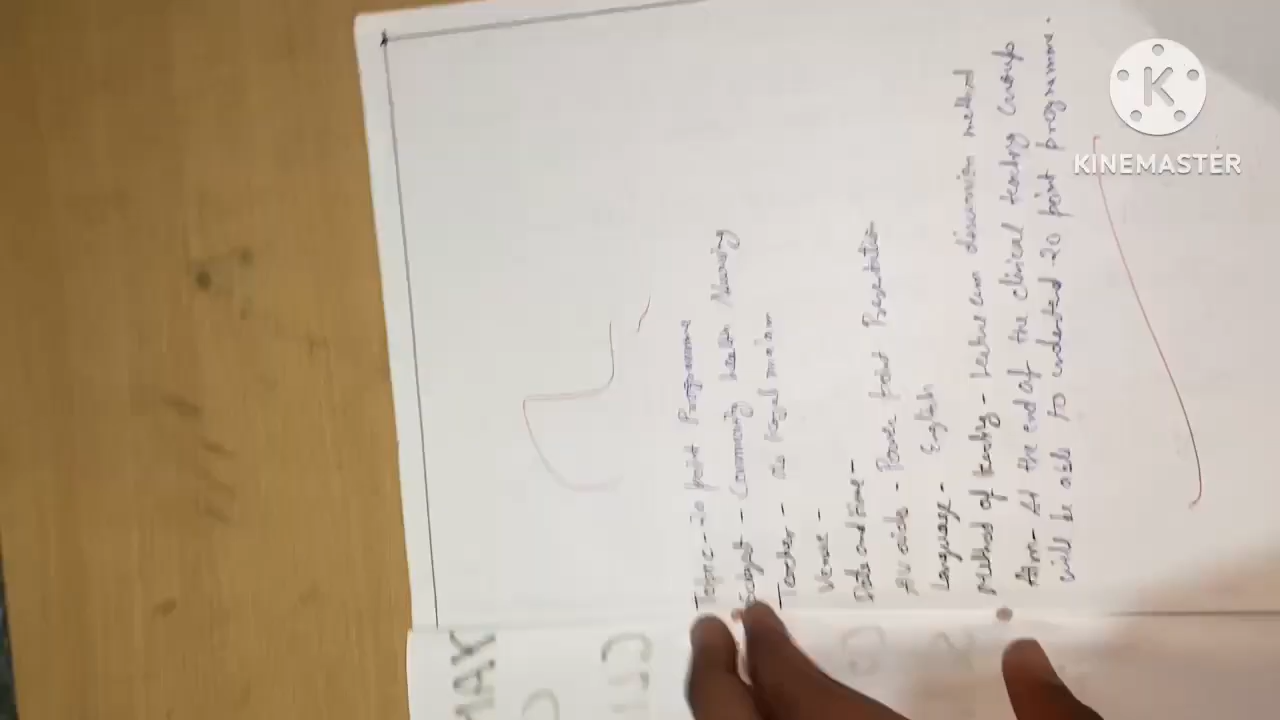 Topic - 20 point Programme
Subject - Community health Nursing
Teacher -
Venue -
Date and time -
AV aids - Power point Presentation
Language - English
Method of teaching - Lecture cum discussion method
Aim - At the end of the clinical teaching Group
will be able to understand 20 point programme.
KINEMASTER